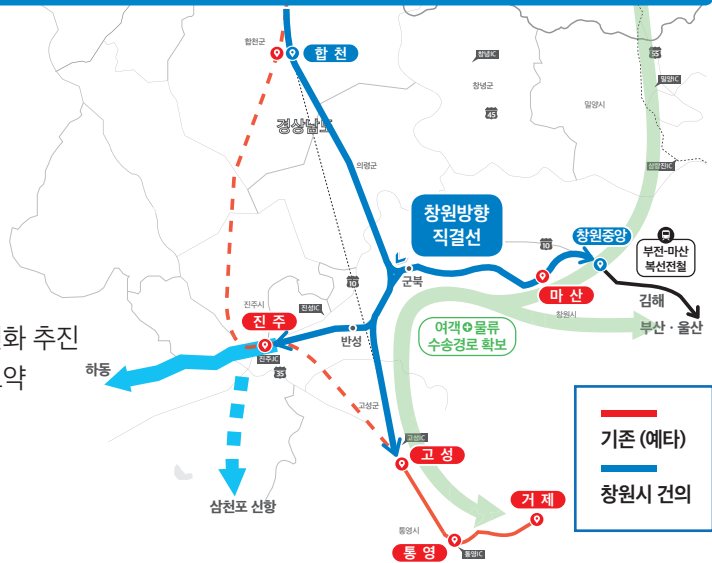 합천군
합 천
경상남도
의령군
창녕IC
창녕군
45
55
밀양IC
밀양시
삼랑진IC
창원방향
직결선
10
창원중앙
부전-마산
복선전철
군북
마 산
김해
부산 · 울산
창원시
10
진주시
진성IC
진 주
진주JC
35
반성
여객+물류
수송경로 확보
화 추진
약
하동
고성군
고성IC
고 성
삼천포 신항
거 제
통영시
통 영
통영IC
기존 (예타)
창원시 건의